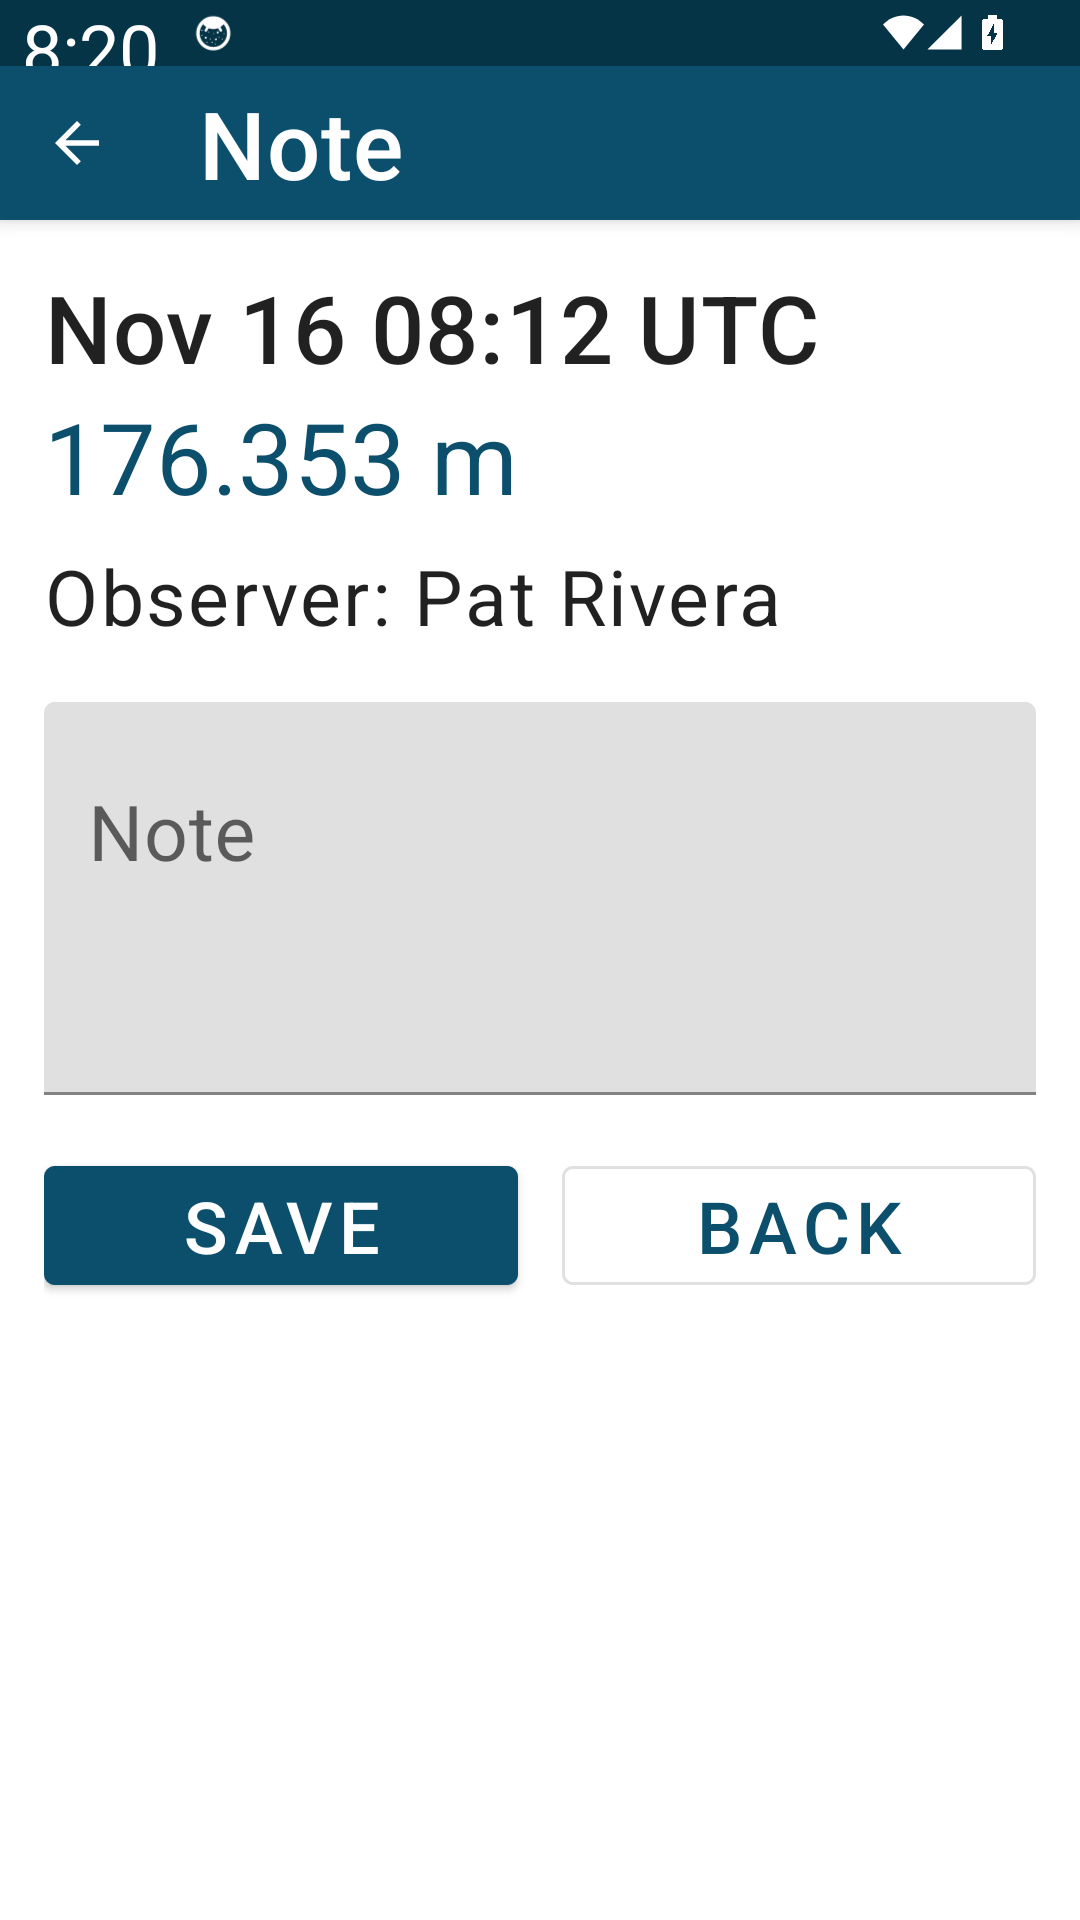 8:20
Note
Nov 16 08:12 UTC
176.353 m
Observer: Pat Rivera
Note
SAVE
BACK